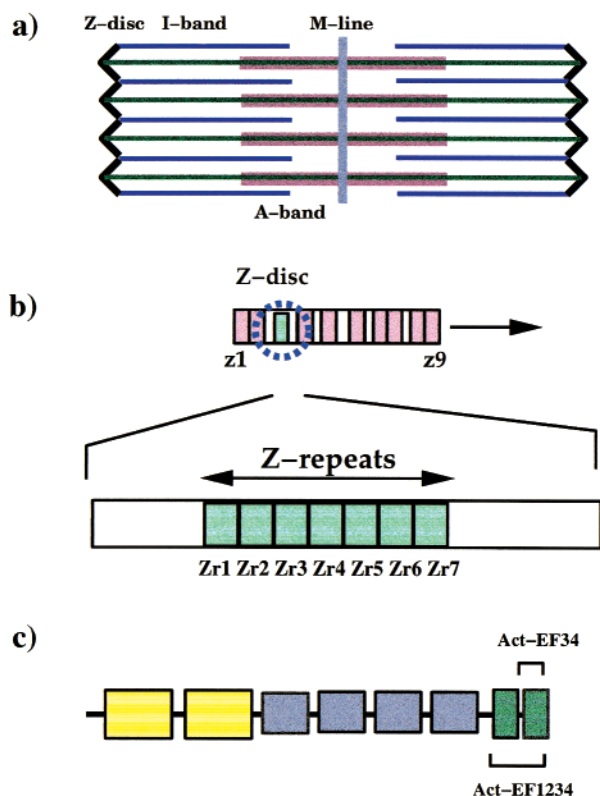 a)
Z-disc I-band M-line
A-band
b)
Z-disc
z1 z9
Z-repeats
Zr1 Zr2 Zr3 Zr4 Zr5 Zr6 Zr7
c)
Act-EF34
Act-EF1234